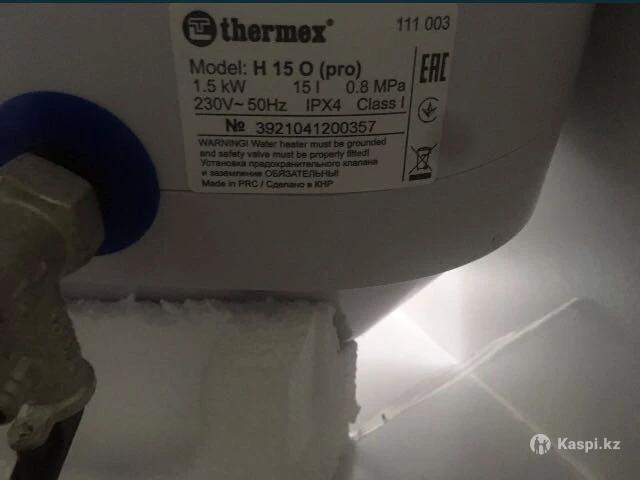 thermex®
111 003
Model: H 15 O (pro)
1.5 kW 15 l 0.8 MPa
230V~ 50Hz IPX4 Class I
EAC
№ 3921041200357
WARNING! Water heater must be grounded
and safety valve must be properly fitted!
Установка предохранительного клапана
и заземление ОБЯЗАТЕЛЬНЫ!
Made in PRC / Сделано в КНР
Kaspi.kz